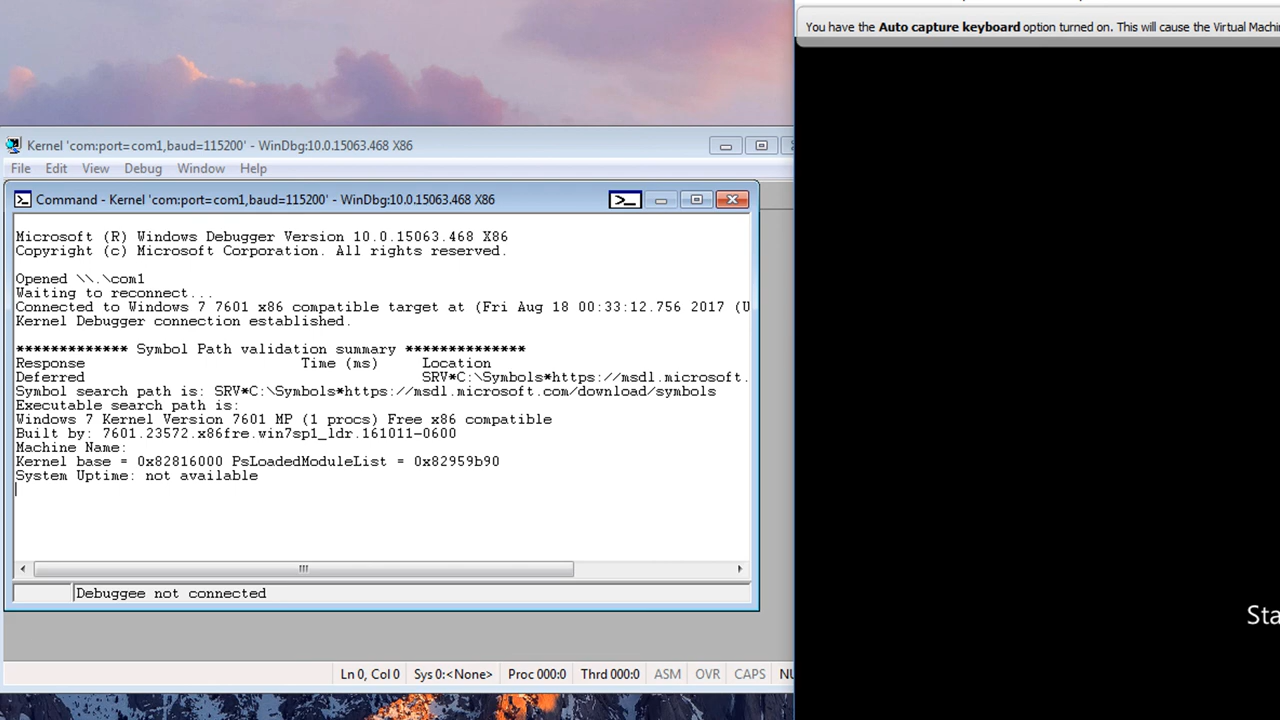 You have the Auto capture keyboard option turned on. This will cause the Virtual Machi
Kernel 'com:port=com1,baud=115200' - WinDbg:10.0.15063.468 X86
File Edit View Debug Window Help
Command - Kernel 'com:port=com1,baud=115200' - WinDbg:10.0.15063.468 X86
Microsoft (R) Windows Debugger Version 10.0.15063.468 X86
Copyright (c) Microsoft Corporation. All rights reserved.
Opened \\.\com1
Waiting to reconnect...
Connected to Windows 7 7601 x86 compatible target at (Fri Aug 18 00:33:12.756 2017 (U
Kernel Debugger connection established.
************* Symbol Path validation summary **************
Response Time (ms) Location
Deferred SRV*C:\Symbols*https://msdl.microsoft.
Symbol search path is: SRV*C:\Symbols*https://msdl.microsoft.com/download/symbols
Executable search path is:
Windows 7 Kernel Version 7601 MP (1 procs) Free x86 compatible
Built by: 7601.23572.x86fre.win7sp1_ldr.161011-0600
Machine Name:
Kernel base = 0x82816000 PsLoadedModuleList = 0x82959b90
System Uptime: not available
Debuggee not connected
Ln 0, Col 0 Sys 0:<None> Proc 000:0 Thrd 000:0 ASM OVR CAPS NU
Sta